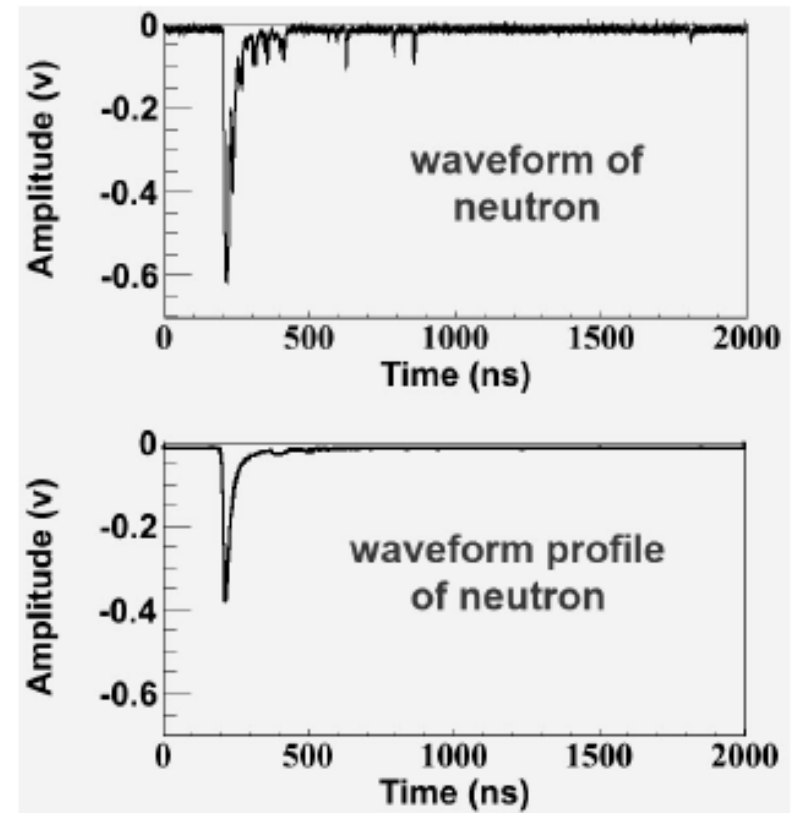 0
-0.2
-0.4
-0.6
Amplitude (v)
waveform of
neutron
0 500 1000 1500 2000
Time (ns)
0
-0.2
-0.4
-0.6
Amplitude (v)
waveform profile
of neutron
0 500 1000 1500 2000
Time (ns)